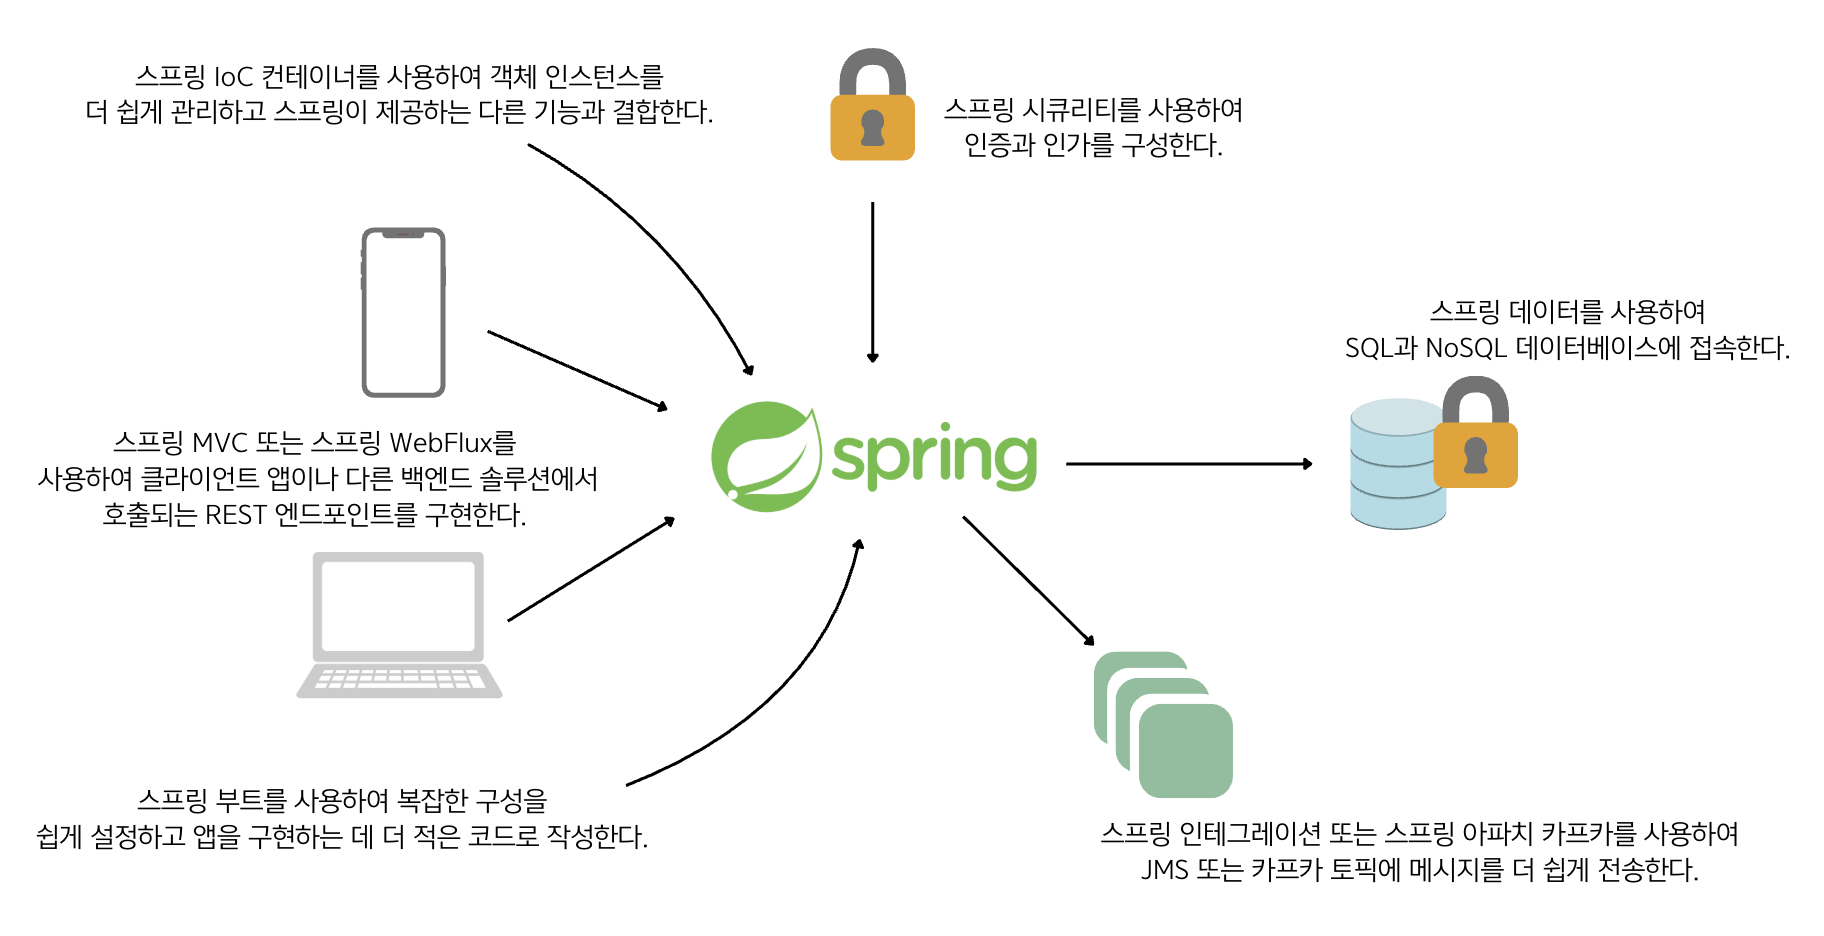 스프링 IoC 컨테이너를 사용하여 객체 인스턴스를
더 쉽게 관리하고 스프링이 제공하는 다른 기능과 결합한다.
스프링 시큐리티를 사용하여
인증과 인가를 구성한다.
스프링 데이터를 사용하여
SQL과 NoSQL 데이터베이스에 접속한다.
스프링 MVC 또는 스프링 WebFlux를
사용하여 클라이언트 앱이나 다른 백엔드 솔루션에서
호출되는 REST 엔드포인트를 구현한다.
spring
스프링 부트를 사용하여 복잡한 구성을
쉽게 설정하고 앱을 구현하는 데 더 적은 코드로 작성한다.
스프링 인테그레이션 또는 스프링 아파치 카프카를 사용하여
JMS 또는 카프카 토픽에 메시지를 더 쉽게 전송한다.